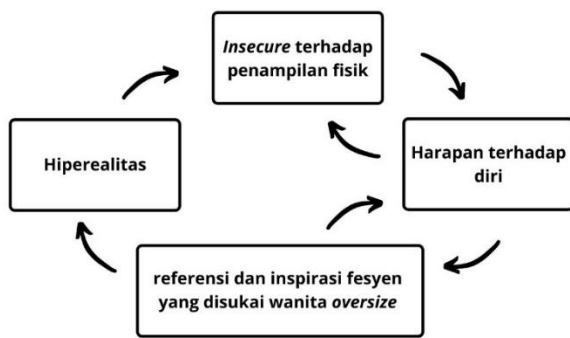 Insecure terhadap
penampilan fisik
Hiperealitas
Harapan terhadap
diri
referensi dan inspirasi fesyen
yang disukai wanita oversize